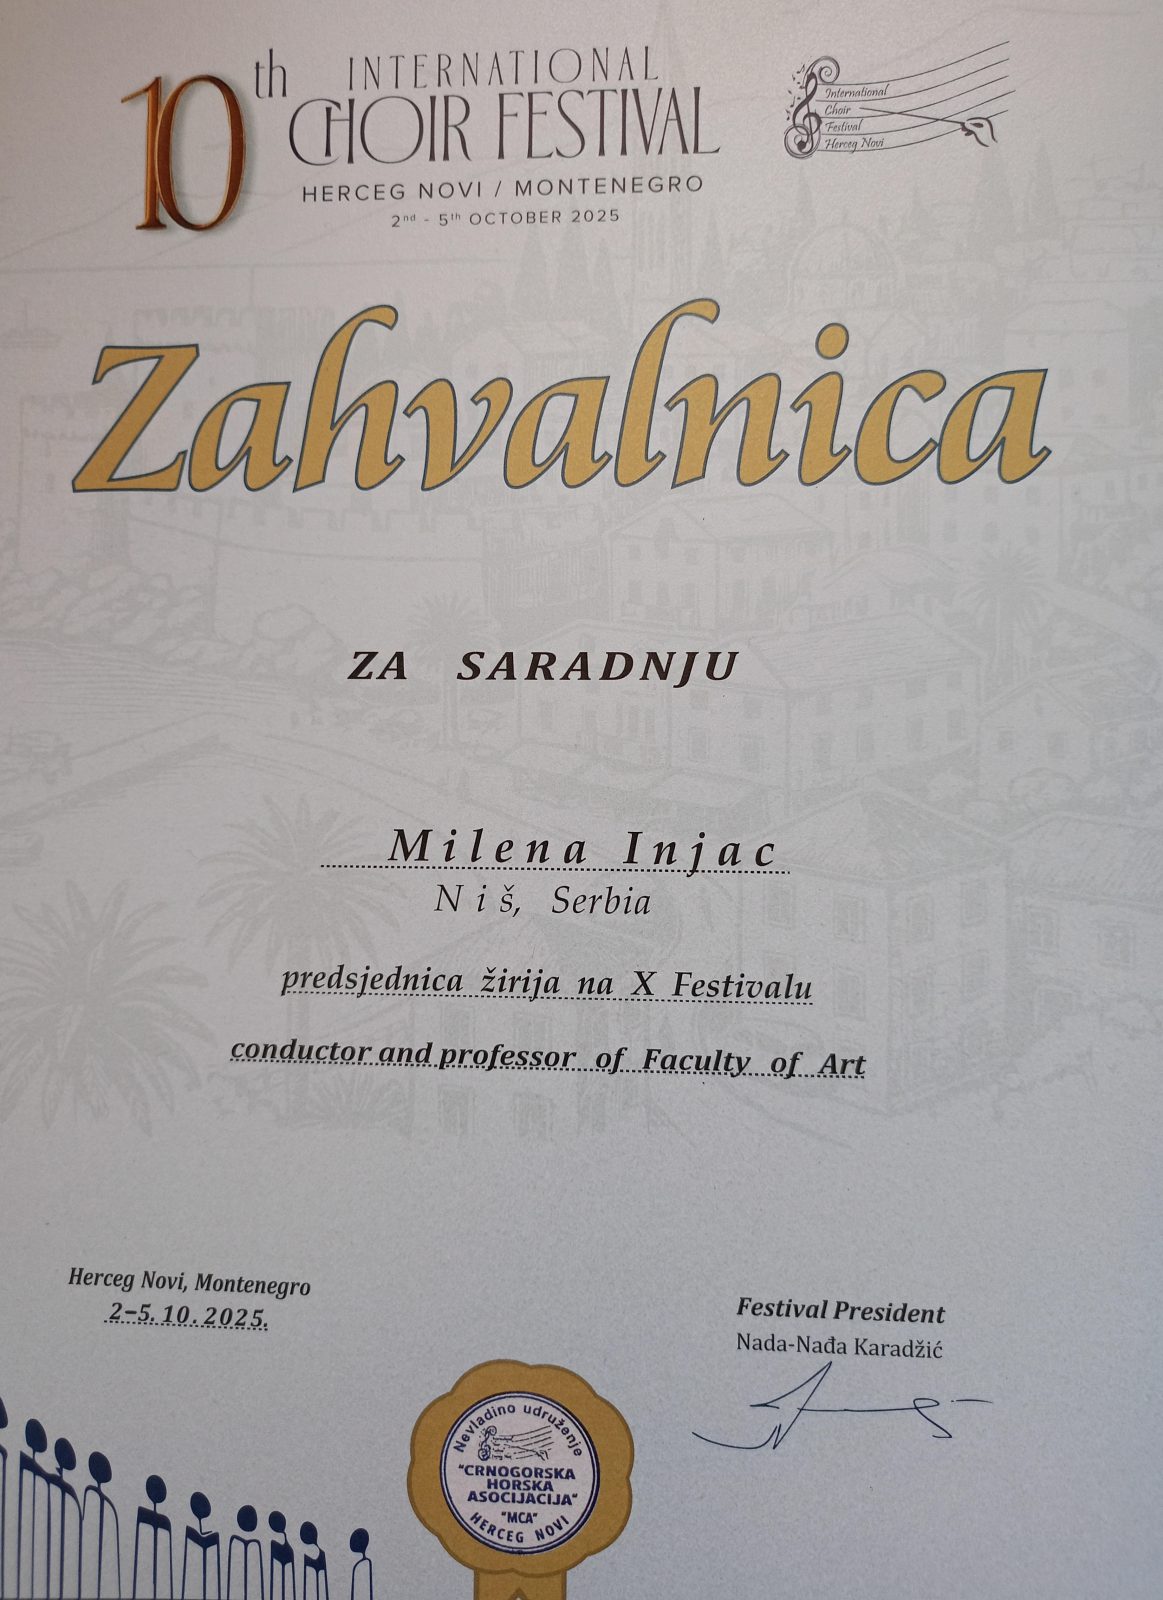 10th INTERNATIONAL
CHOIR FESTIVAL
HERCEG NOVI / MONTENEGRO
2nd - 5th OCTOBER 2025
International
Choir
Festival
Herceg Novi
Zahvalnica
ZA SARADNJU
Milena Injac
Niš, Serbia
predsjednica žirija na X Festivalu
conductor and professor of Faculty of Art
Herceg Novi, Montenegro
2–5. 10. 2025.
Festival President
Nada-Nađa Karadžić
Nevladino udruženje
"CRNOGORSKA
HORSKA
ASOCIJACIJA"
"MCA"
HERCEG NOVI